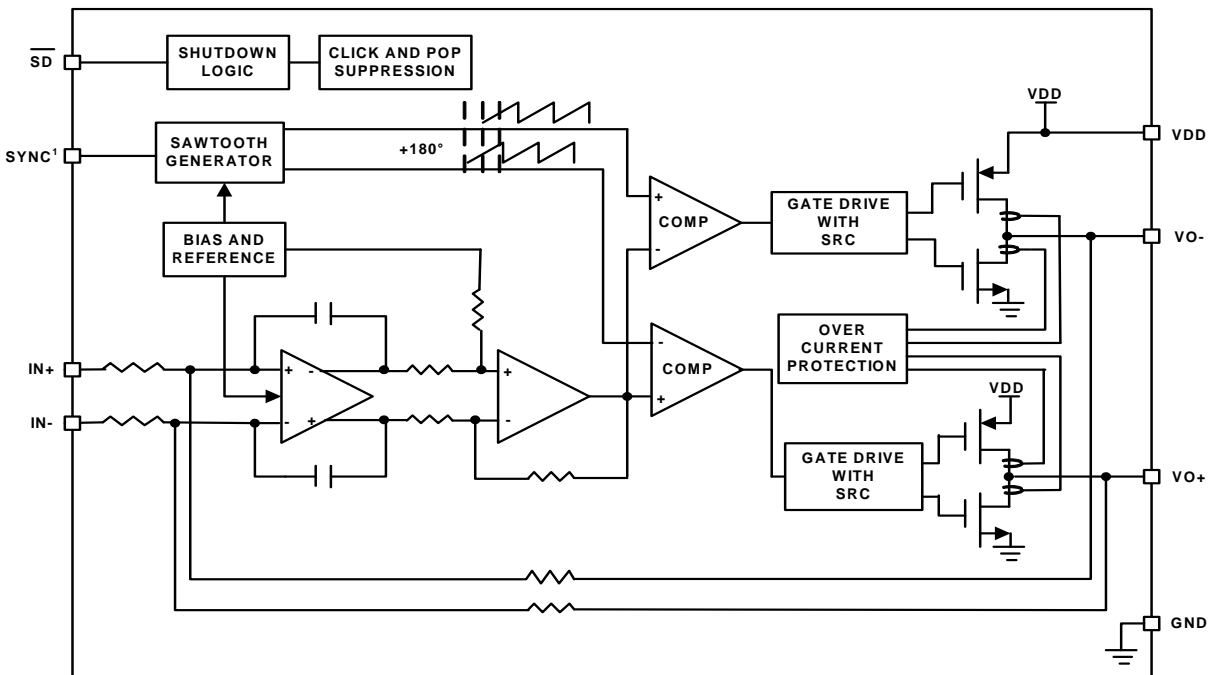 SD
SHUTDOWN
LOGIC
CLICK AND POP
SUPPRESSION
VDD
VDD
SYNC¹
SAWTOOTH
GENERATOR
+180°
+
COMP
-
GATE DRIVE
WITH
SRC
BIAS AND
REFERENCE
VO-
OVER
CURRENT
PROTECTION
-
COMP
+
IN+
+ -
+
VDD
IN-
- +
-
GATE DRIVE
WITH
SRC
VO+
GND